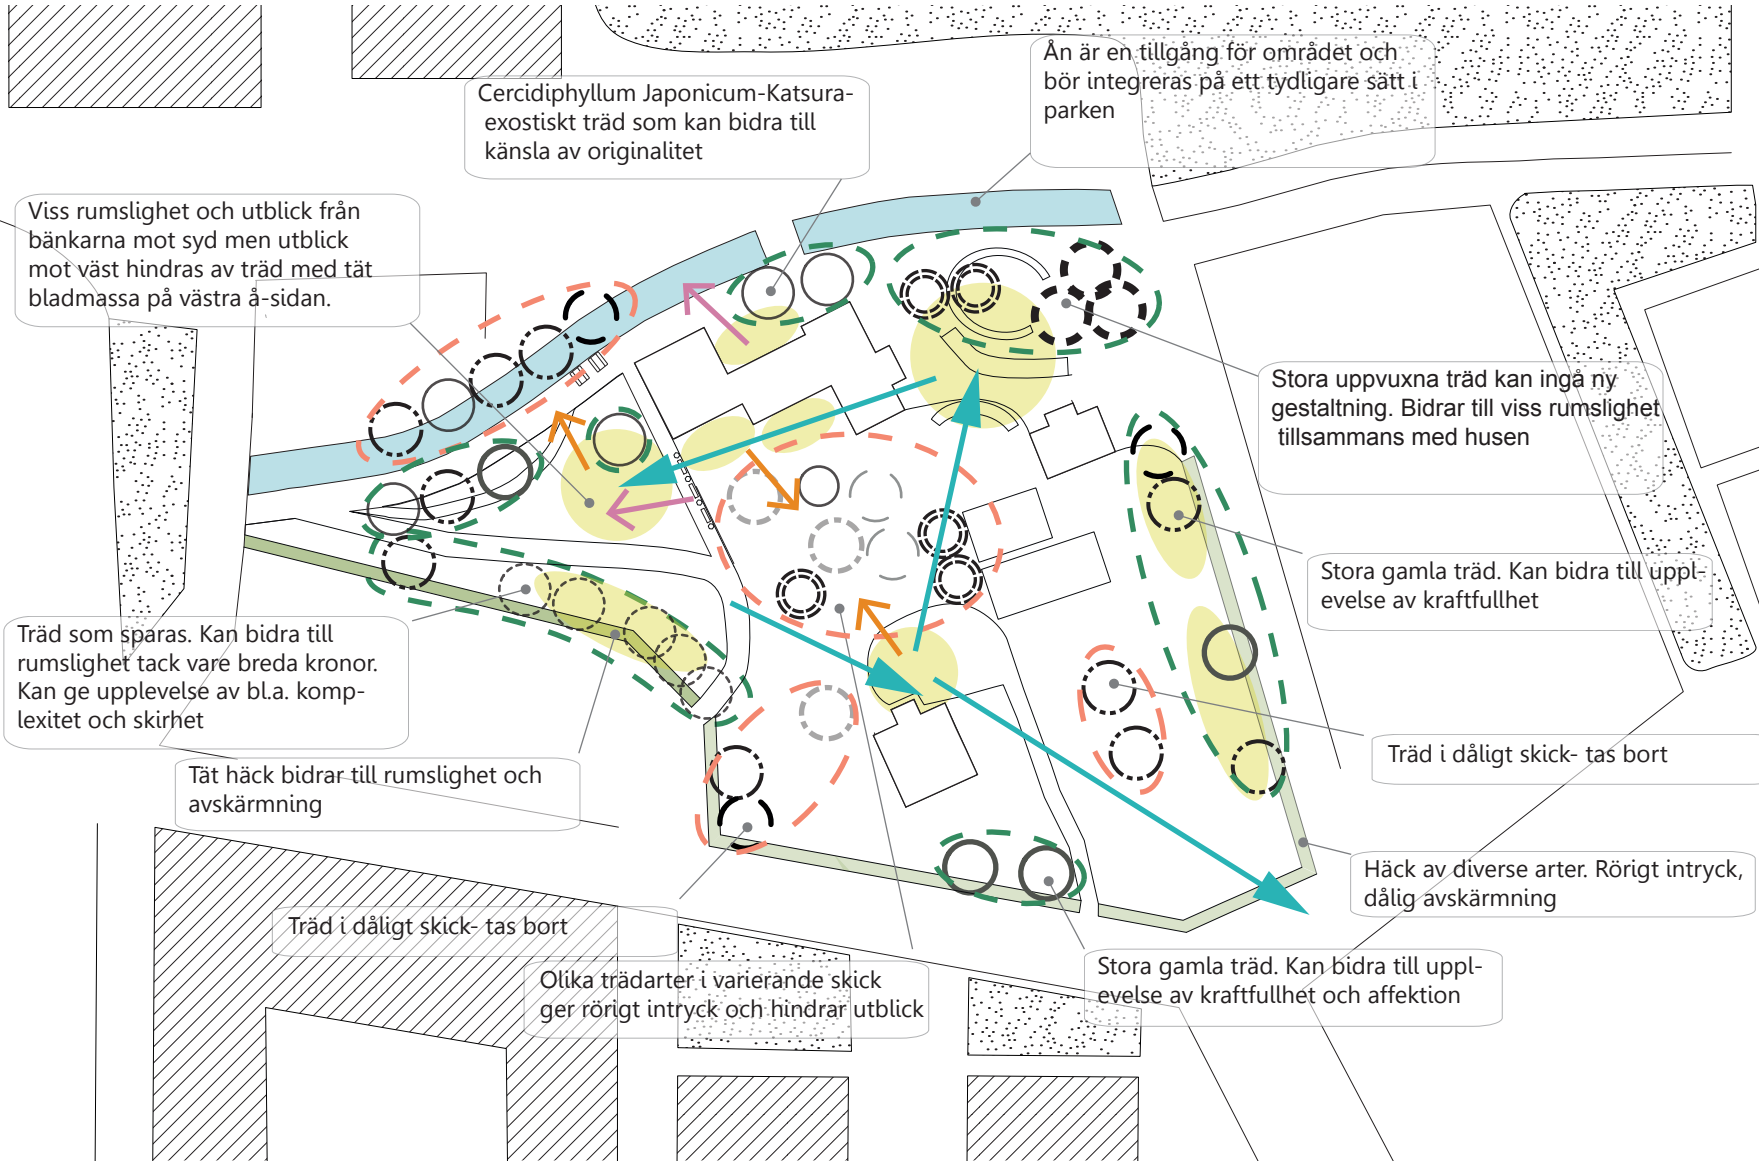 Ån är en tillgång för området och
bör integreras på ett tydligare sätt i
parken
Cercidiphyllum Japonicum-Katsura-
exostiskt träd som kan bidra till
känsla av originalitet
Viss rumslighet och utblick från
bänkarna mot syd men utblick
mot väst hindras av träd med tät
bladmassa på västra å-sidan.
Stora uppvuxna träd kan ingå ny
gestaltning. Bidrar till viss rumslighet
tillsammans med husen
Stora gamla träd. Kan bidra till uppl-
evelse av kraftfullhet
Träd som sparas. Kan bidra till
rumslighet tack vare breda kronor.
Kan ge upplevelse av bl.a. komp-
lexitet och skirhet
Träd i dåligt skick- tas bort
Tät häck bidrar till rumslighet och
avskärmning
Häck av diverse arter. Rörigt intryck,
dålig avskärmning
Träd i dåligt skick- tas bort
Olika trädarter i varierande skick
ger rörigt intryck och hindrar utblick
Stora gamla träd. Kan bidra till uppl-
evelse av kraftfullhet och affektion